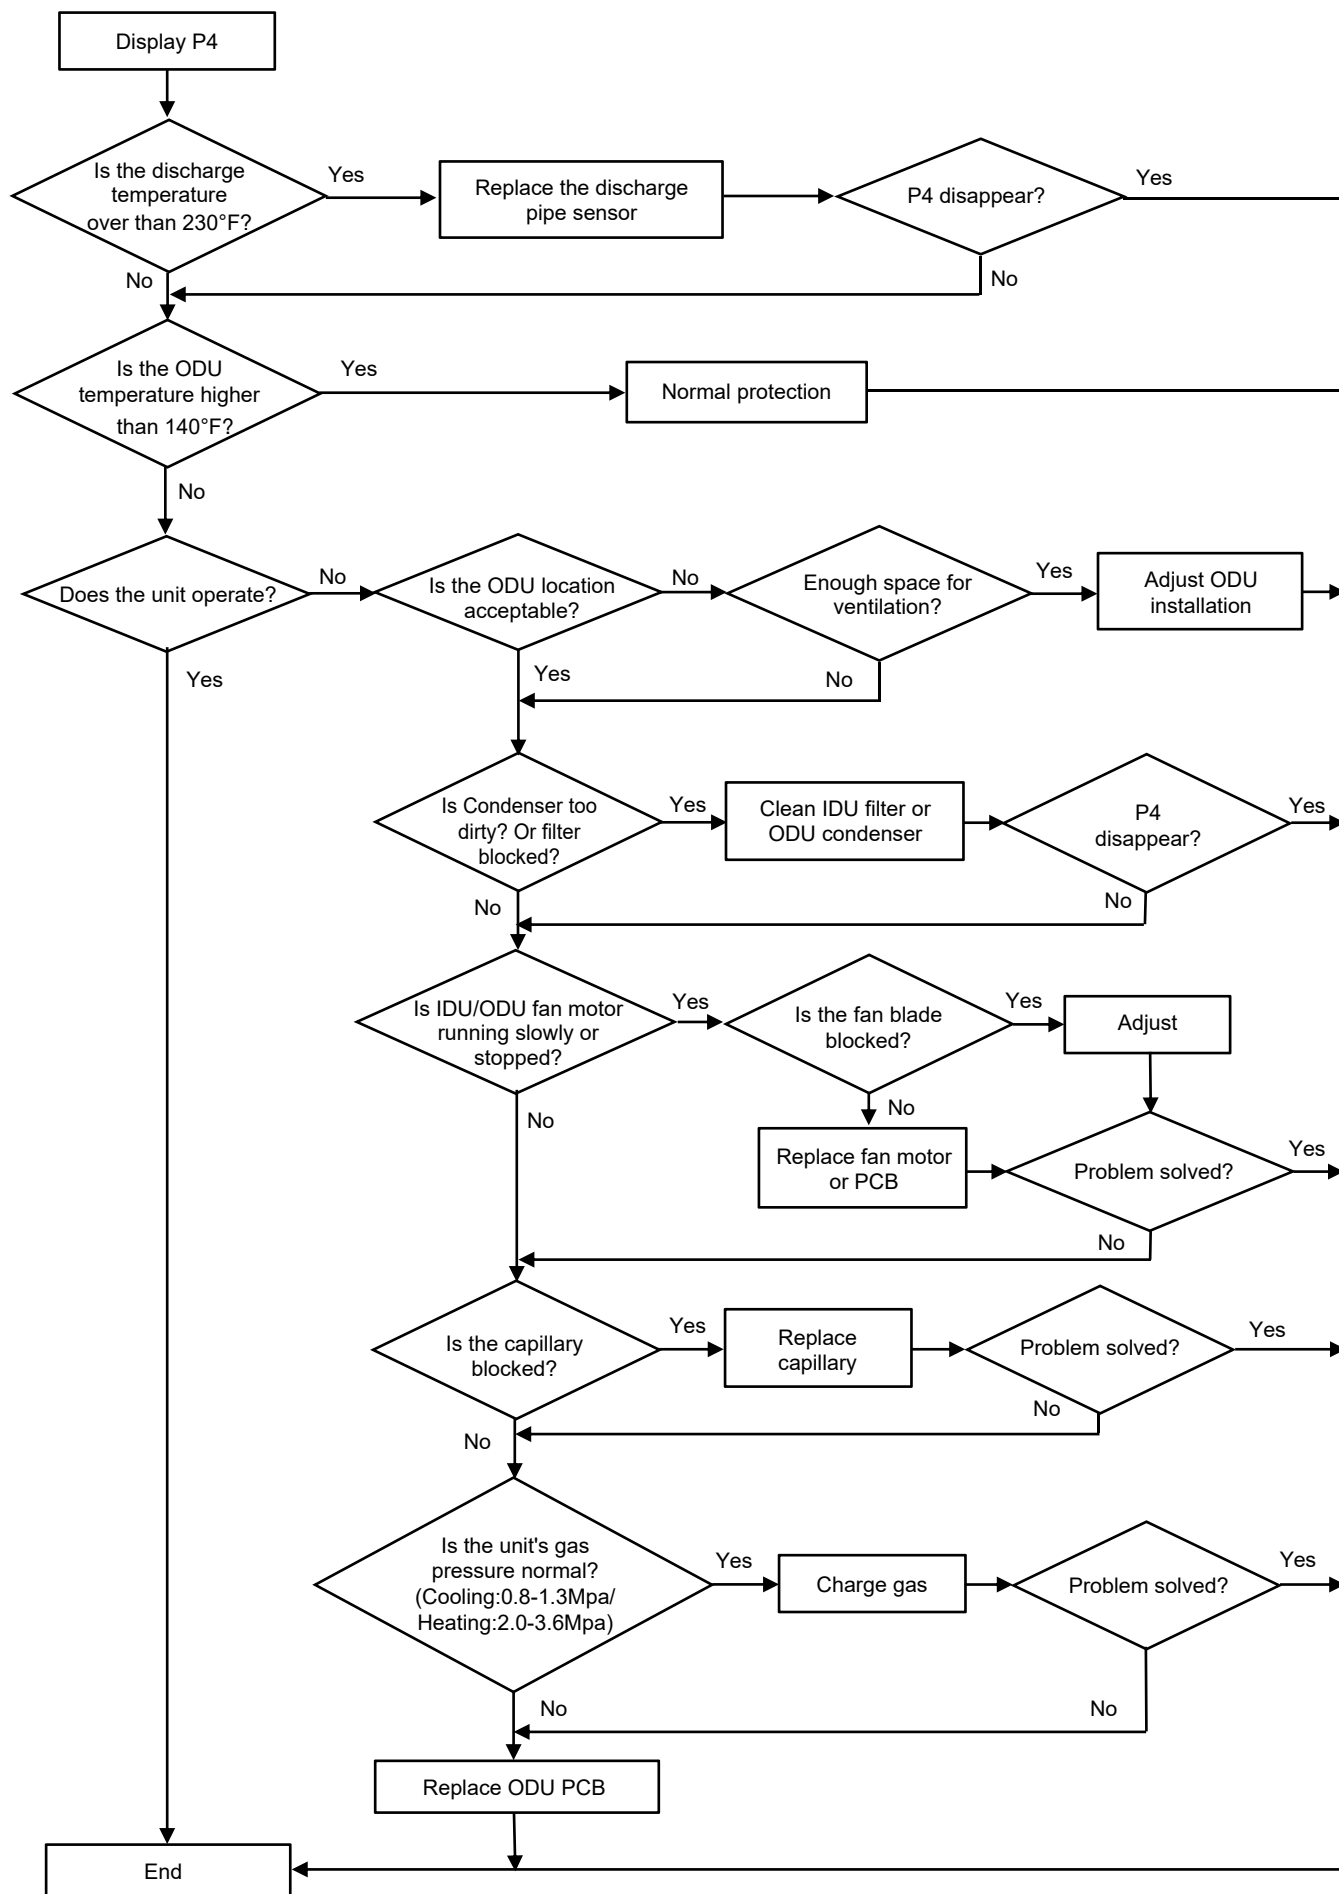 Display P4
Is the discharge
temperature
over than 230°F?
Yes
Replace the discharge
pipe sensor
P4 disappear?
Yes
No
No
Is the ODU
temperature higher
than 140°F?
Yes
Normal protection
No
Does the unit operate?
No
Is the ODU location
acceptable?
No
Enough space for
ventilation?
Yes
Adjust ODU
installation
Yes
Yes
No
Is Condenser too
dirty? Or filter
blocked?
Yes
Clean IDU filter or
ODU condenser
P4
disappear?
Yes
No
No
Is IDU/ODU fan motor
running slowly or
stopped?
Yes
Is the fan blade
blocked?
Yes
Adjust
No
No
Replace fan motor
or PCB
Problem solved?
Yes
No
Is the capillary
blocked?
Yes
Replace
capillary
Problem solved?
Yes
No
No
Is the unit's gas
pressure normal?
(Cooling:0.8-1.3Mpa/
Heating:2.0-3.6Mpa)
Yes
Charge gas
Problem solved?
Yes
No
No
Replace ODU PCB
End